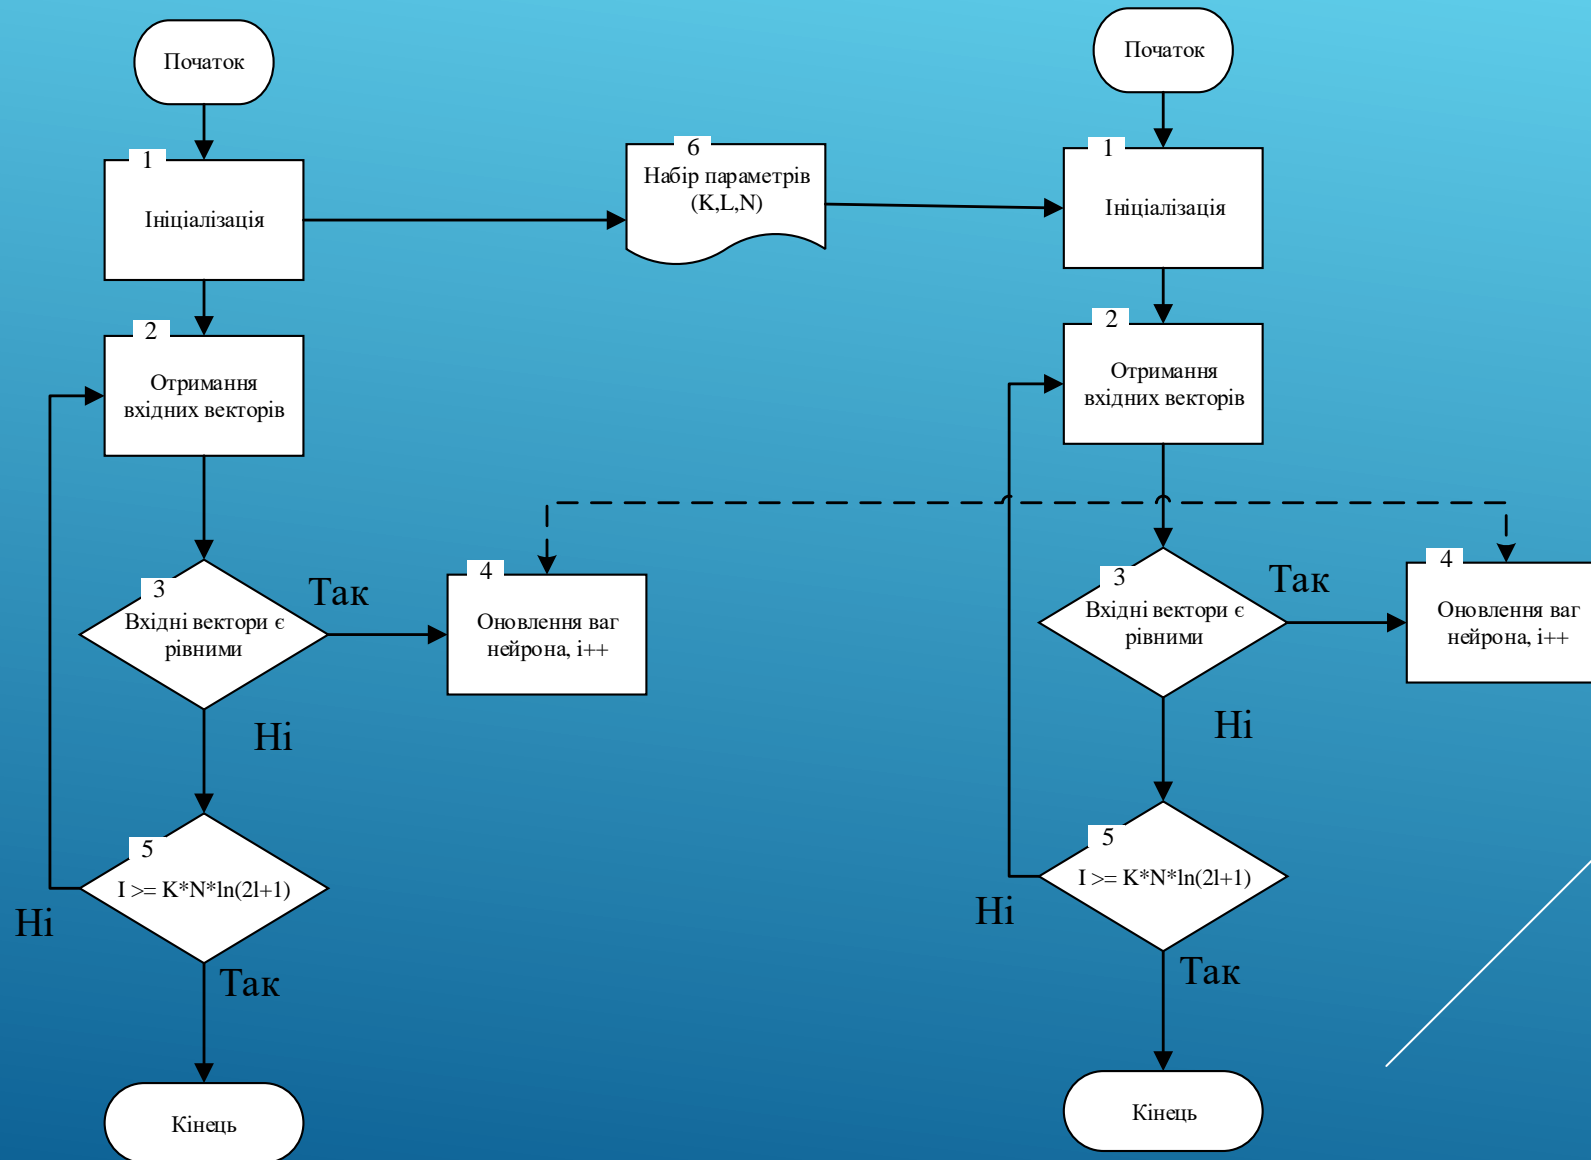 Початок
1
Ініціалізація
2
Отримання
вхідних векторів
3
Вхідні вектори є
рівними
Так
4
Оновлення ваг
нейрона, i++
Ні
5
I >= K*N*ln(2l+1)
Ні
Так
Кінець
6
Набір параметрів
(K,L,N)
Початок
1
Ініціалізація
2
Отримання
вхідних векторів
3
Вхідні вектори є
рівними
Так
4
Оновлення ваг
нейрона, i++
Ні
5
I >= K*N*ln(2l+1)
Ні
Так
Кінець